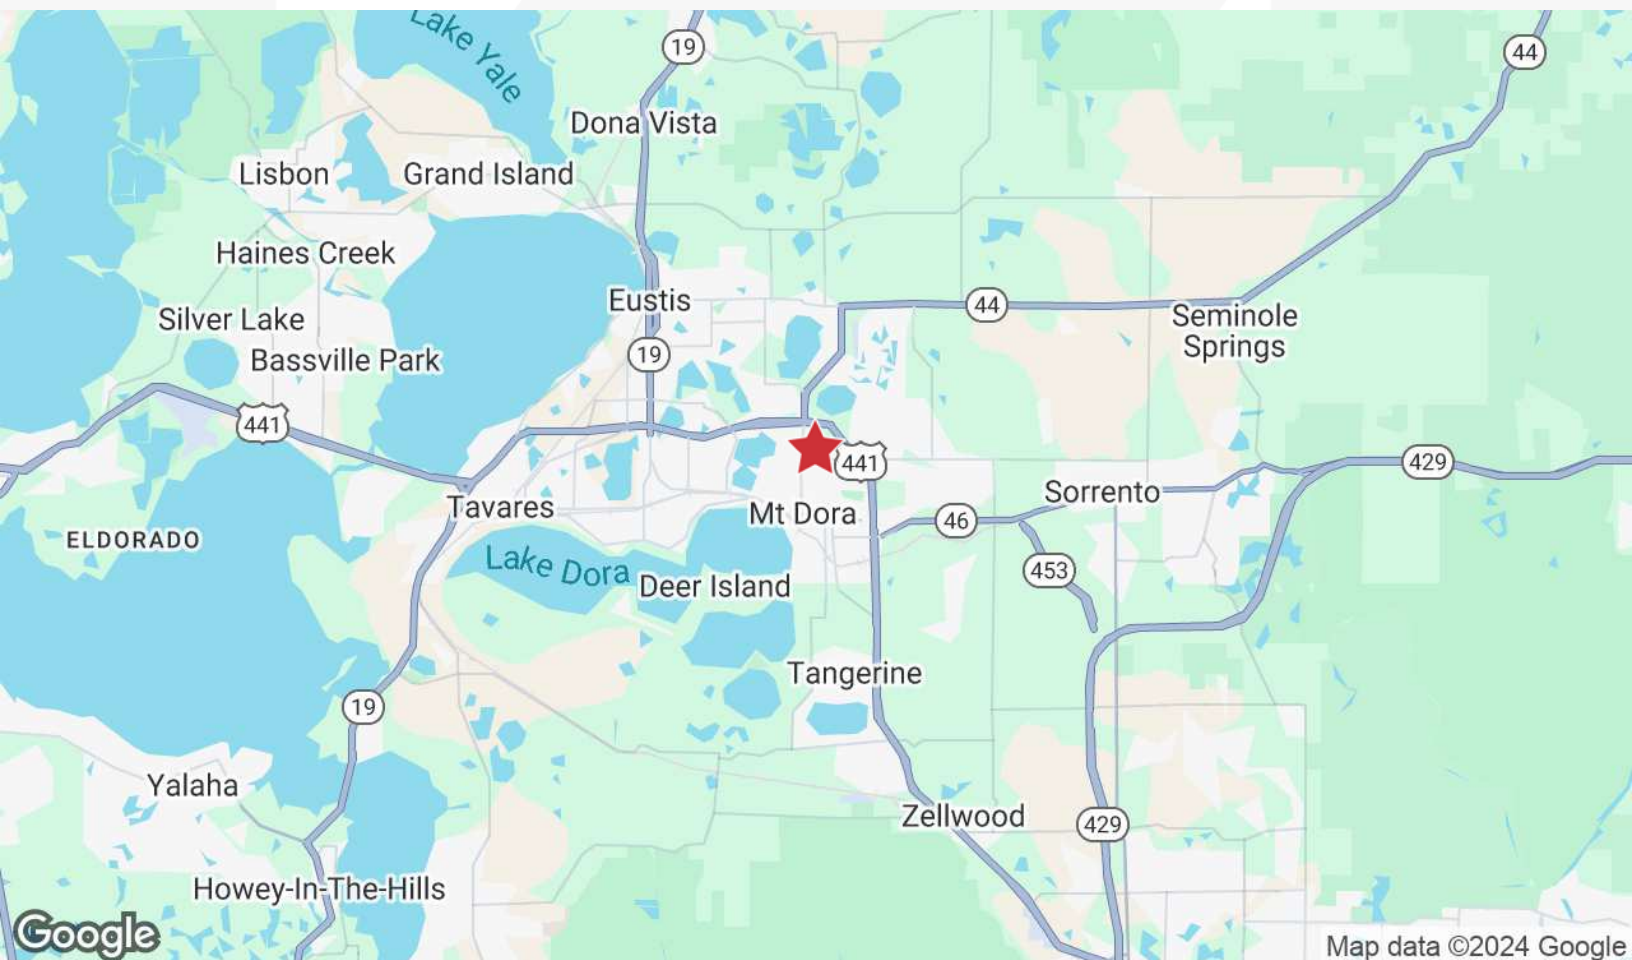 Lake Yale
19
44
Dona Vista
Lisbon
Grand Island
Haines Creek
Eustis
44
Silver Lake
Seminole
Springs
19
Bassville Park
441
441
429
Sorrento
Tavares
Mt Dora
46
ELDORADO
Lake Dora
Deer Island
453
Tangerine
19
Yalaha
Zellwood
429
Howey-In-The-Hills
Google
Map data ©2024 Google